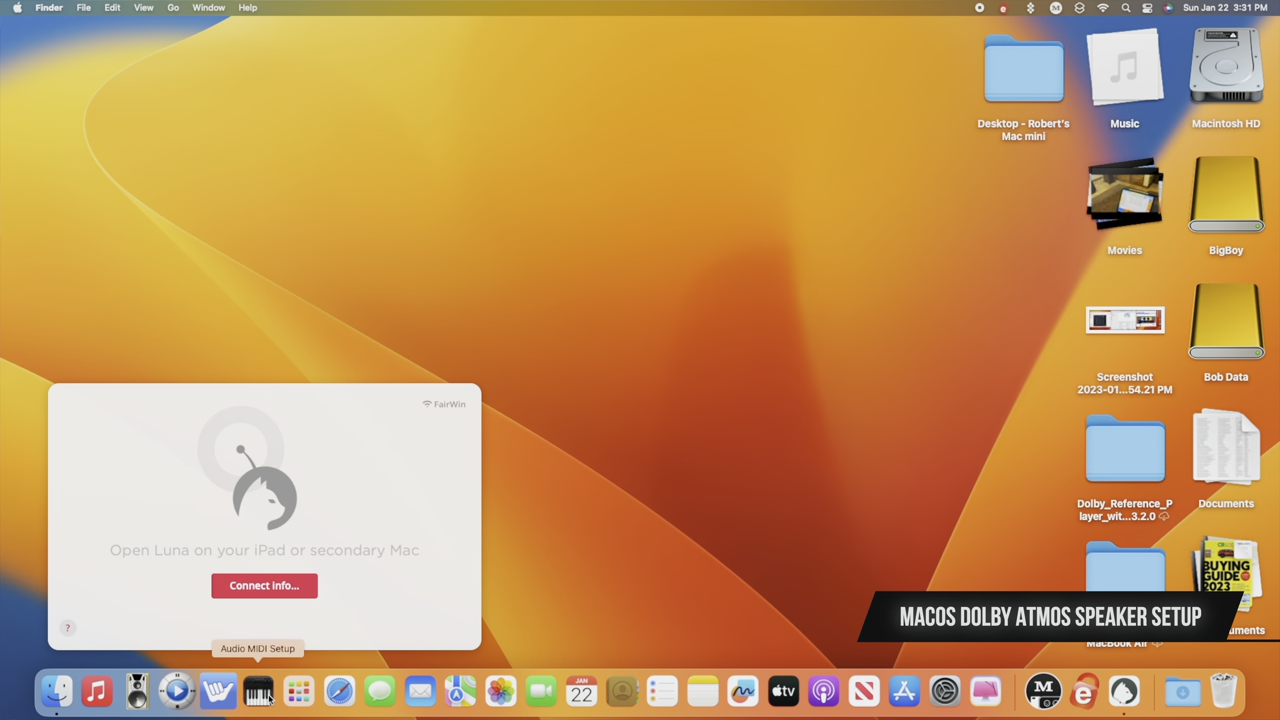 Finder File Edit View Go Window Help
Sun Jan 22 3:31 PM
Desktop - Robert's
Mac mini
Music
Macintosh HD
Movies
BigBoy
Screenshot
2023-01...54.21 PM
Bob Data
Dolby_Reference_P
layer_wit...3.2.0
Documents
BUYING
GUIDE
2023
uments
MacBook Air
MACOS DOLBY ATMOS SPEAKER SETUP
FairWin
Open Luna on your iPad or secondary Mac
Connect info...
?
Audio MIDI Setup
JAN
22
tv
M
e